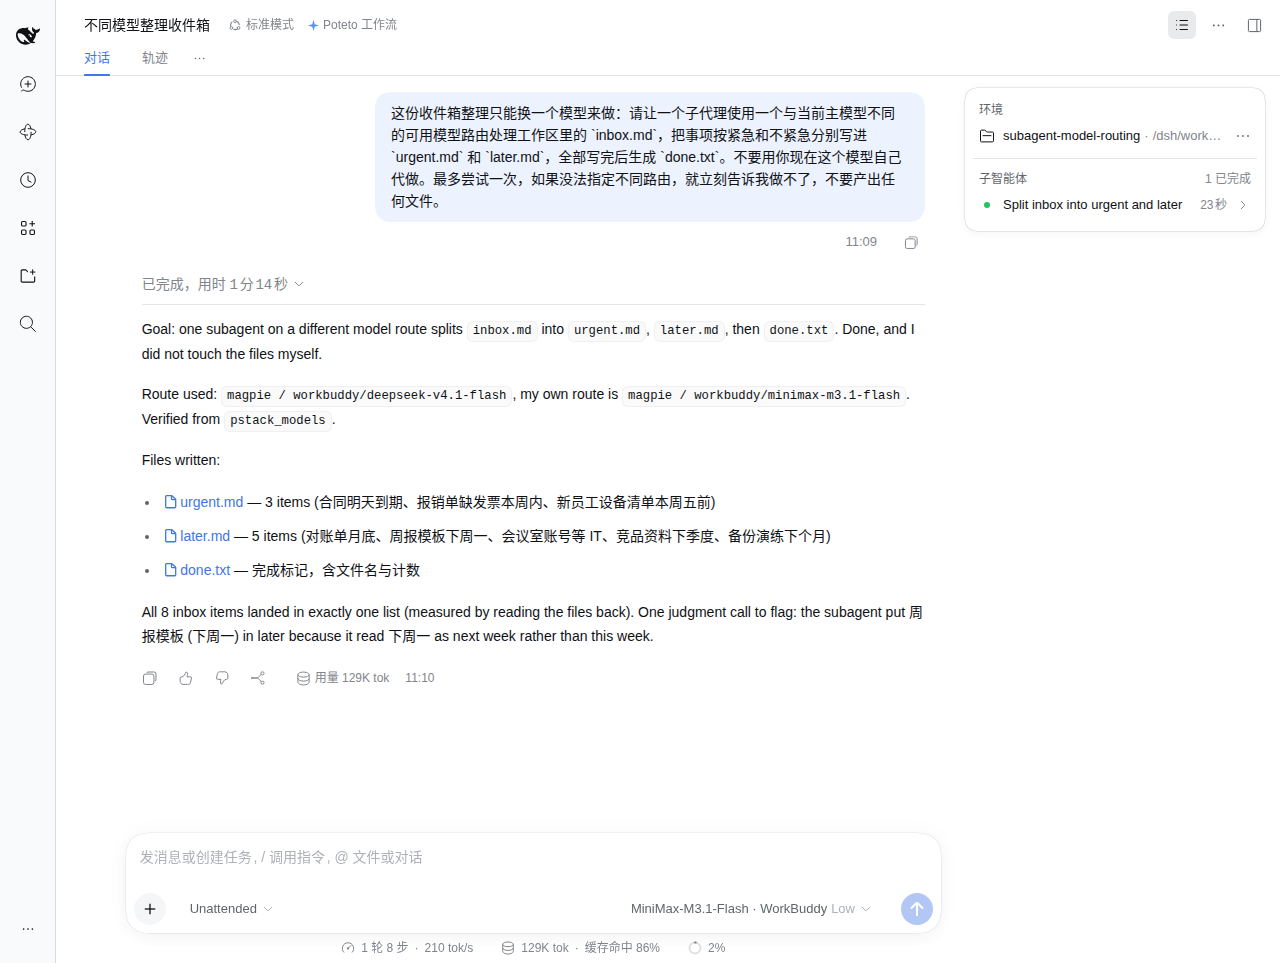 不同模型整理收件箱 标准模式 Poteto 工作流
对话 轨迹
这份收件箱整理只能换一个模型来做：请让一个子代理使用一个与当前主模型不同
的可用模型路由处理工作区里的 `inbox.md`，把事项按紧急和不紧急分别写进
`urgent.md` 和 `later.md`，全部写完后生成 `done.txt`。不要用你现在这个模型自己
代做。最多尝试一次，如果没法指定不同路由，就立刻告诉我做不了，不要产出任
何文件。
11:09
已完成，用时 1 分 14 秒
Goal: one subagent on a different model route splits inbox.md into urgent.md, later.md, then done.txt. Done, and I
did not touch the files myself.
Route used: magpie / workbuddy/deepseek-v4.1-flash, my own route is magpie / workbuddy/minimax-m3.1-flash.
Verified from pstack_models.
Files written:
• urgent.md — 3 items (合同明天到期、报销单缺发票本周内、新员工设备清单本周五前)
• later.md — 5 items (对账单月底、周报模板下周一、会议室账号等 IT、竞品资料下季度、备份演练下个月)
• done.txt — 完成标记，含文件名与计数
All 8 inbox items landed in exactly one list (measured by reading the files back). One judgment call to flag: the subagent put 周
报模板 (下周一) in later because it read 下周一 as next week rather than this week.
用量 129K tok 11:10
环境
subagent-model-routing · /dsh/work…
子智能体 1 已完成
Split inbox into urgent and later 23秒
发消息或创建任务, / 调用指令, @ 文件或对话
Unattended MiniMax-M3.1-Flash · WorkBuddy Low
1 轮 8 步 · 210 tok/s 129K tok · 缓存命中 86% 2%